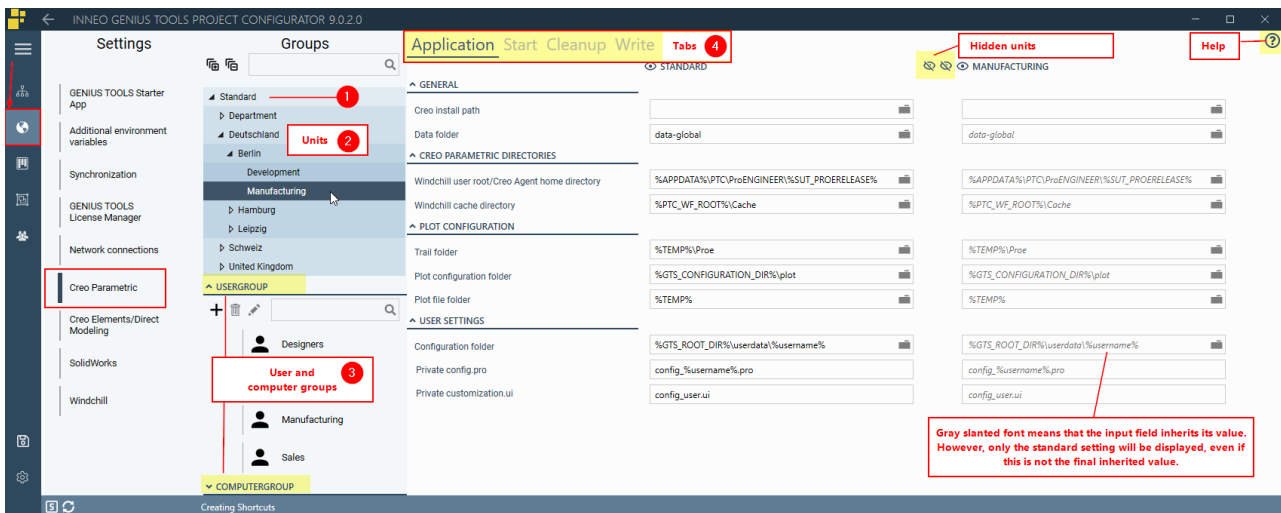 INNEO GENIUS TOOLS PROJECT CONFIGURATOR 9.0.2.0
Settings
GENIUS TOOLS Starter
App
Additional environment
variables
Synchronization
GENIUS TOOLS
License Manager
Network connections
Creo Parametric
Creo Elements/Direct
Modeling
SolidWorks
Windchill
Groups
Standard
1
Department
Deutschland
Units 2
Berlin
Development
Manufacturing
Hamburg
Leipzig
Schweiz
United Kingdom
USERGROUP
Designers
User and
computer groups
3
Manufacturing
Sales
COMPUTERGROUP
Application Start Cleanup Write Tabs 4
Hidden units
Help
STANDARD
MANUFACTURING
GENERAL
Creo install path
Data folder data-global data-global
CREO PARAMETRIC DIRECTORIES
Windchill user root/Creo Agent home directory %APPDATA%\PTC\ProENGINEER\%SUT_PROERELEASE% %APPDATA%\PTC\ProENGINEER\%SUT_PROERELEASE%
Windchill cache directory %PTC_WF_ROOT%\Cache %PTC_WF_ROOT%\Cache
PLOT CONFIGURATION
Trail folder %TEMP%\Proe %TEMP%\Proe
Plot configuration folder %GTS_CONFIGURATION_DIR%\plot %GTS_CONFIGURATION_DIR%\plot
Plot file folder %TEMP% %TEMP%
USER SETTINGS
Configuration folder %GTS_ROOT_DIR%\userdata\%username% %GTS_ROOT_DIR%\userdata\%username%
Private config.pro config_%username%.pro config_%username%.pro
Private customization.ui config_user.ui config_user.ui
Gray slanted font means that the input field inherits its value.
However, only the standard setting will be displayed, even if
this is not the final inherited value.
S
Creating Shortcuts